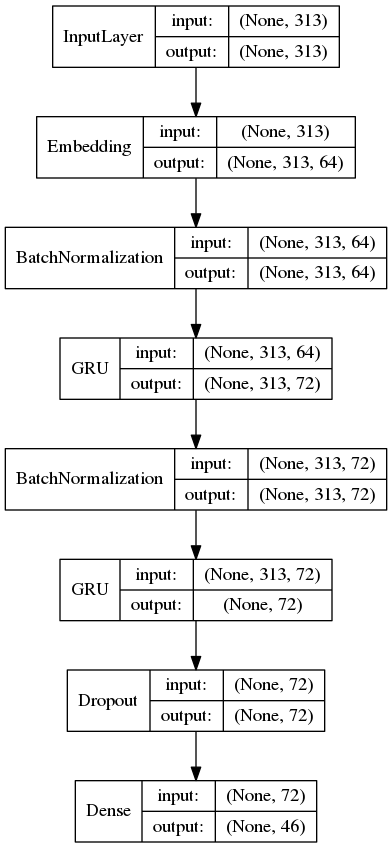 InputLayer input: (None, 313)
output: (None, 313)
Embedding input: (None, 313)
output: (None, 313, 64)
BatchNormalization input: (None, 313, 64)
output: (None, 313, 64)
GRU input: (None, 313, 64)
output: (None, 313, 72)
BatchNormalization input: (None, 313, 72)
output: (None, 313, 72)
GRU input: (None, 313, 72)
output: (None, 72)
Dropout input: (None, 72)
output: (None, 72)
Dense input: (None, 72)
output: (None, 46)